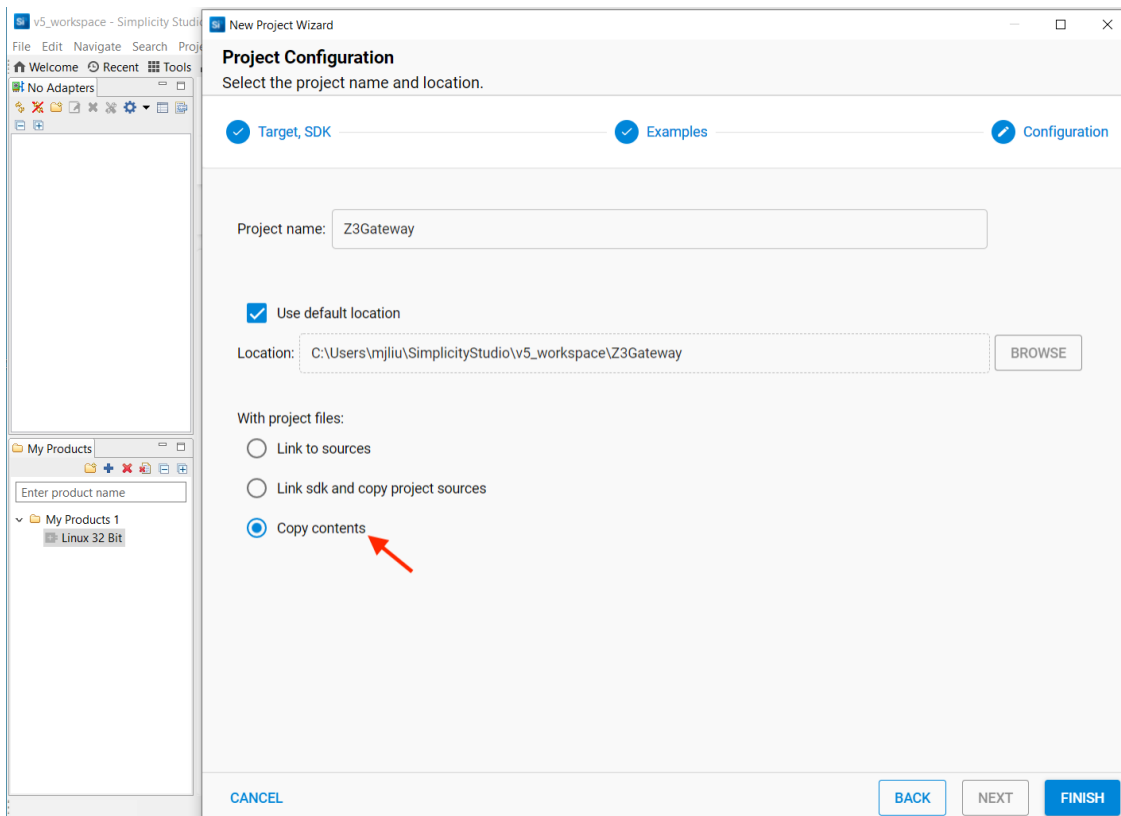 v5_workspace - Simplicity Studi
New Project Wizard
File Edit Navigate Search Proje
Welcome Recent Tools
No Adapters
Project Configuration
Select the project name and location.
Target, SDK
Examples
Configuration
Project name: Z3Gateway
Use default location
Location: C:\Users\mjliu\SimplicityStudio\v5_workspace\Z3Gateway BROWSE
With project files:
Link to sources
Link sdk and copy project sources
Copy contents
My Products
Enter product name
My Products 1
Linux 32 Bit
CANCEL BACK NEXT FINISH